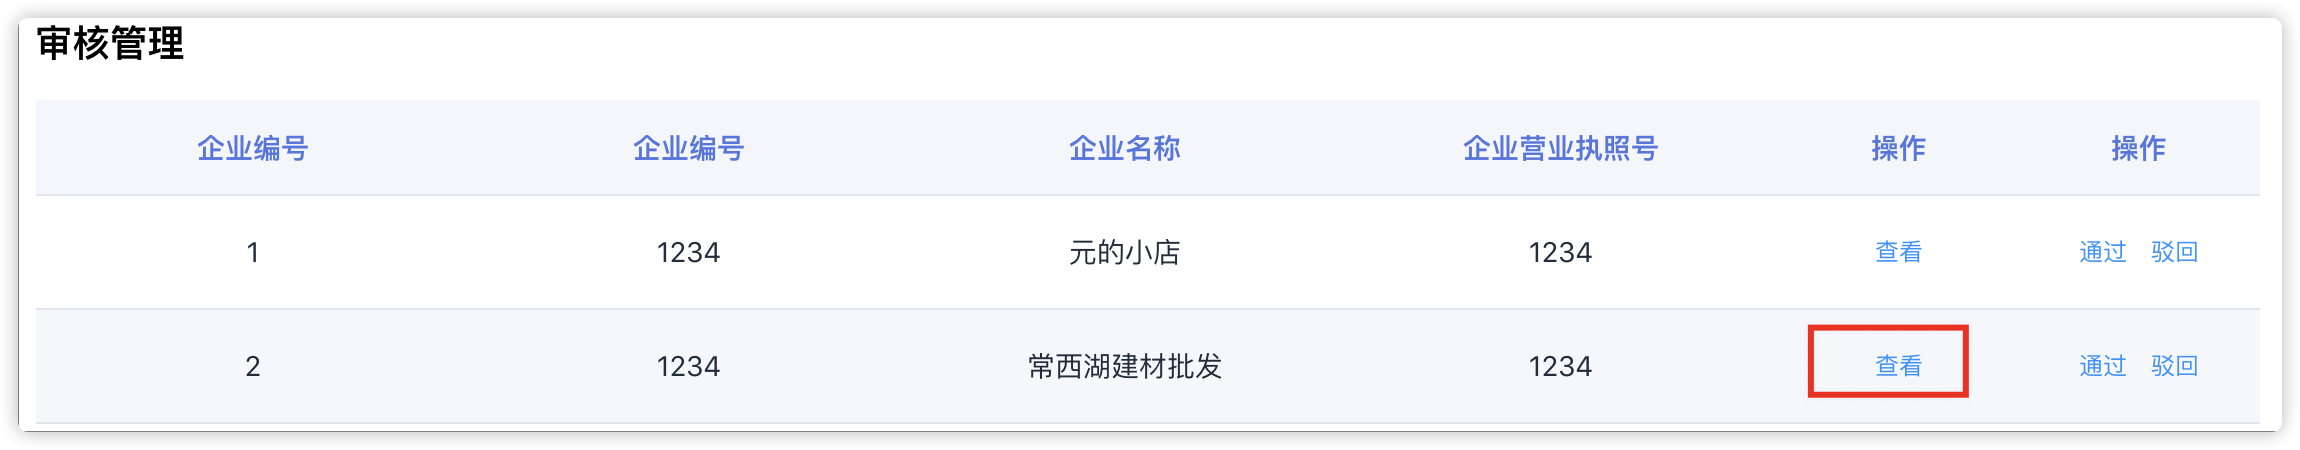 审核管理
企业编号 企业编号 企业名称 企业营业执照号 操作 操作
1 1234 元的小店 1234 查看 通过 驳回
2 1234 常西湖建材批发 1234 查看 通过 驳回